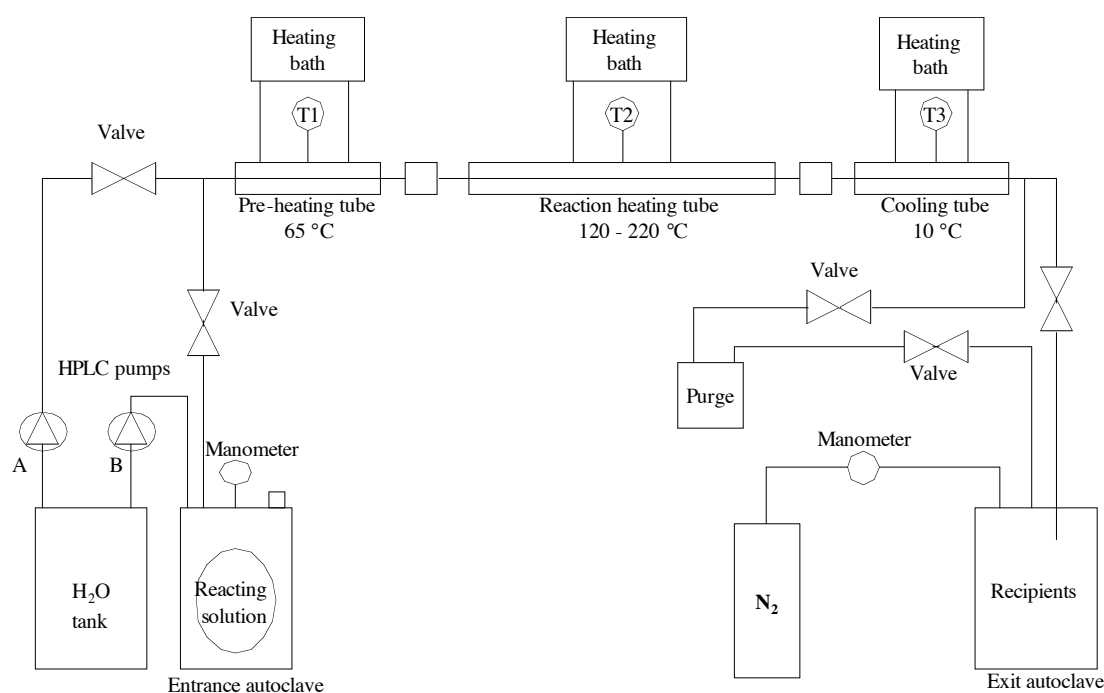 Heating
bath
Heating
bath
Heating
bath
T1
T2
T3
Valve
Pre-heating tube
65 °C
Reaction heating tube
120 - 220 °C
Cooling tube
10 °C
Valve
Valve
HPLC pumps
Valve
Purge
A
B
Manometer
Manometer
H₂O
tank
Reacting
solution
N₂
Recipients
Entrance autoclave
Exit autoclave